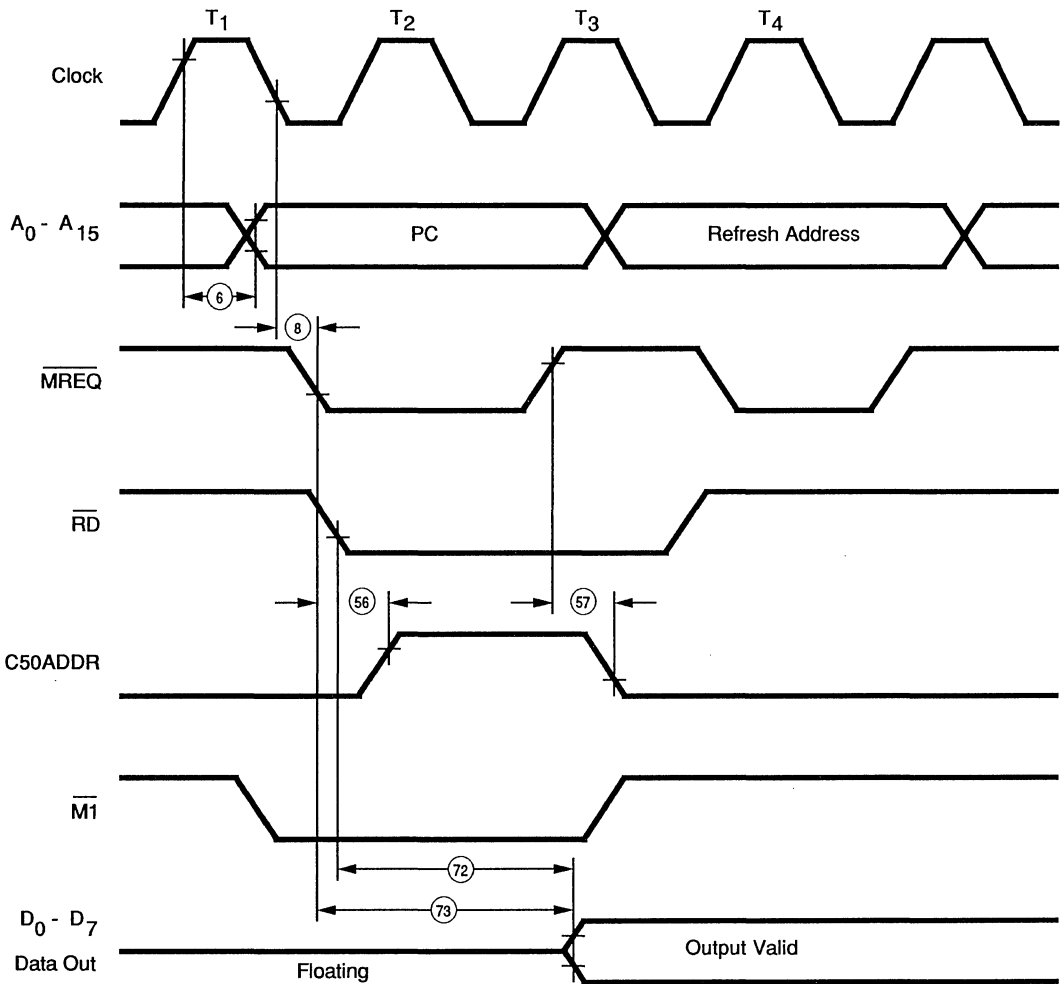 T1 T2 T3 T4
Clock
A0 - A15
PC
Refresh Address
6
8
MREQ
RD
56
57
C50ADDR
M1
72
73
D0 - D7
Data Out
Floating
Output Valid